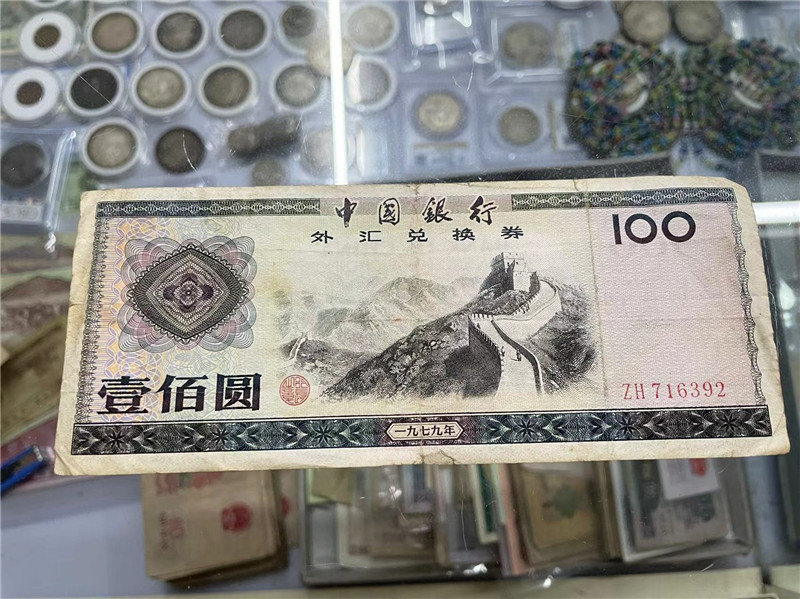 中国银行
外汇兑换券
100
壹佰圆
ZH716392
一九七九年